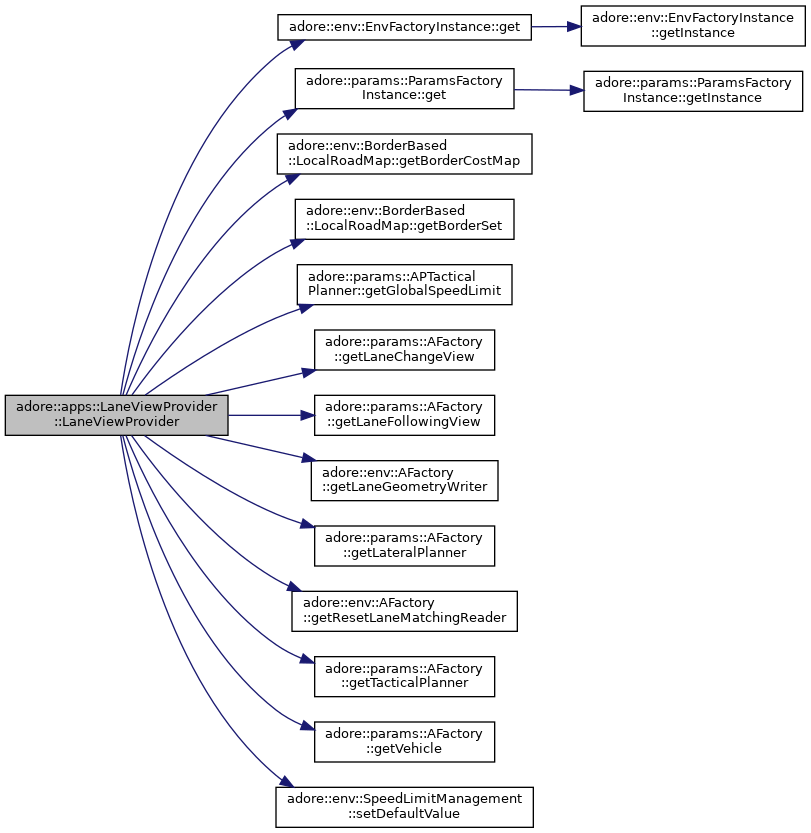 adore::env::EnvFactoryInstance::get
adore::env::EnvFactoryInstance
::getInstance
adore::params::ParamsFactory
Instance::get
adore::params::ParamsFactory
Instance::getInstance
adore::env::BorderBased
::LocalRoadMap::getBorderCostMap
adore::env::BorderBased
::LocalRoadMap::getBorderSet
adore::params::APTactical
Planner::getGlobalSpeedLimit
adore::params::AFactory
::getLaneChangeView
adore::apps::LaneViewProvider
::LaneViewProvider
adore::params::AFactory
::getLaneFollowingView
adore::env::AFactory
::getLaneGeometryWriter
adore::params::AFactory
::getLateralPlanner
adore::env::AFactory
::getResetLaneMatchingReader
adore::params::AFactory
::getTacticalPlanner
adore::params::AFactory
::getVehicle
adore::env::SpeedLimitManagement
::setDefaultValue